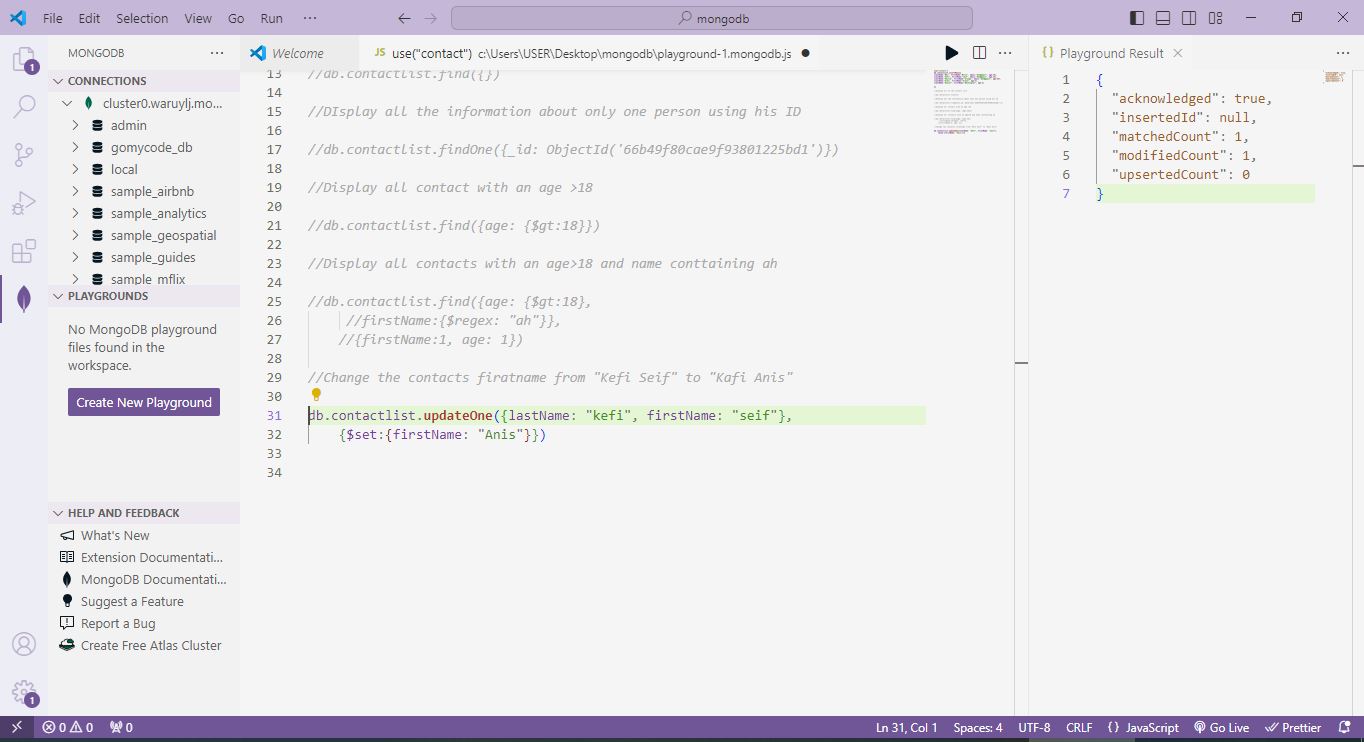 File Edit Selection View Go Run ··· mongodb
MONGODB ···
CONNECTIONS
cluster0.waruylj.mo...
admin
gomycode_db
local
sample_airbnb
sample_analytics
sample_geospatial
sample_guides
sample_mflix
PLAYGROUNDS
No MongoDB playground
files found in the
workspace.
Create New Playground
HELP AND FEEDBACK
What's New
Extension Documentati...
MongoDB Documentati...
Suggest a Feature
Report a Bug
Create Free Atlas Cluster
1
1
Welcome
JS use("contact") c:\Users\USER\Desktop\mongodb\playground-1.mongodb.js
13 //db.contactlist.find({})
14
15 //DIsplay all the information about only one person using his ID
16
17 //db.contactlist.findOne({_id: ObjectId('66b49f80cae9f93801225bd1')})
18
19 //Display all contact with an age >18
20
21 //db.contactlist.find({age: {$gt:18}})
22
23 //Display all contacts with an age>18 and name conttaining ah
24
25 //db.contactlist.find({age: {$gt:18},
26 //firstName:{$regex: "ah"}},
27 //{firstName:1, age: 1})
28
29 //Change the contacts firatname from "Kefi Seif" to "Kafi Anis"
30
31 db.contactlist.updateOne({lastName: "kefi", firstName: "seif"},
32 {$set:{firstName: "Anis"}})
33
34
{} Playground Result
1 {
2 "acknowledged": true,
3 "insertedId": null,
4 "matchedCount": 1,
5 "modifiedCount": 1,
6 "upsertedCount": 0
7 }
0 0 0 Ln 31, Col 1 Spaces: 4 UTF-8 CRLF {} JavaScript Go Live Prettier